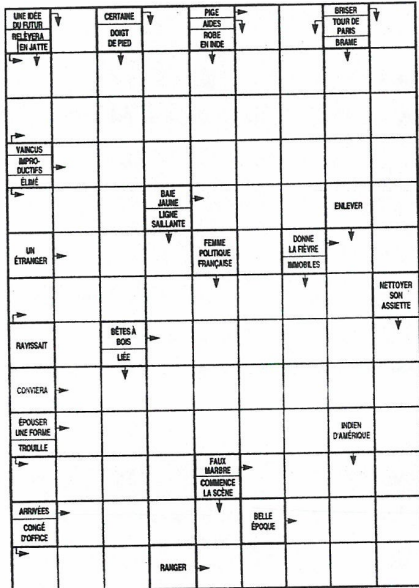 UNE IDÉE
DU FUTUR
RELÈVERA
EN JATTE
CERTAINE
DOIGT
DE PIED
PIGE
AIDES
ROBE
EN INDE
BRISER
TOUR DE
PARIS
BRAME
VAINCUS
IMPRO-
DUCTIFS
ÉLIMÉ
BAIE
JAUNE
LIGNE
SAILLANTE
ENLEVER
UN
ÉTRANGER
FEMME
POLITIQUE
FRANÇAISE
DONNE
LA FIÈVRE
IMMOBILES
NETTOYER
SON
ASSIETTE
RAVISSAIT
BÊTES À
BOIS
LIÉE
CONVIERA
ÉPOUSER
UNE FORME
TROUILLE
INDIEN
D'AMÉRIQUE
FAUX
MARBRE
COMMENCE
LA SCÈNE
ARRIVÉES
CONGÉ
D'OFFICE
BELLE
ÉPOQUE
RANGER